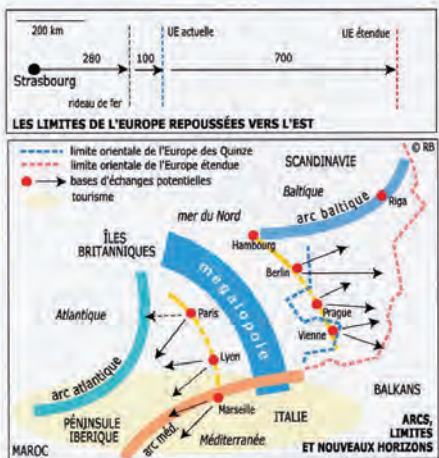 200 km
UE actuelle
UE étendue
280
100
700
Strasbourg
rideau de fer
LES LIMITES DE L'EUROPE REPOUSSÉES VERS L'EST
limite orientale de l'Europe des Quinze
limite orientale de l'Europe étendue
bases d'échanges potentielles
tourisme
© RB
SCANDINAVIE
Baltique
arc baltique
Riga
mer du Nord
Hambourg
ÎLES
BRITANNIQUES
mégalopole
Berlin
Prague
Vienne
Atlantique
Paris
Lyon
arc atlantique
Marseille
BALKANS
PÉNINSULE
IBERIQUE
arc méd.
ITALIE
Méditerranée
MAROC
ARCS,
LIMITES
ET NOUVEAUX HORIZONS